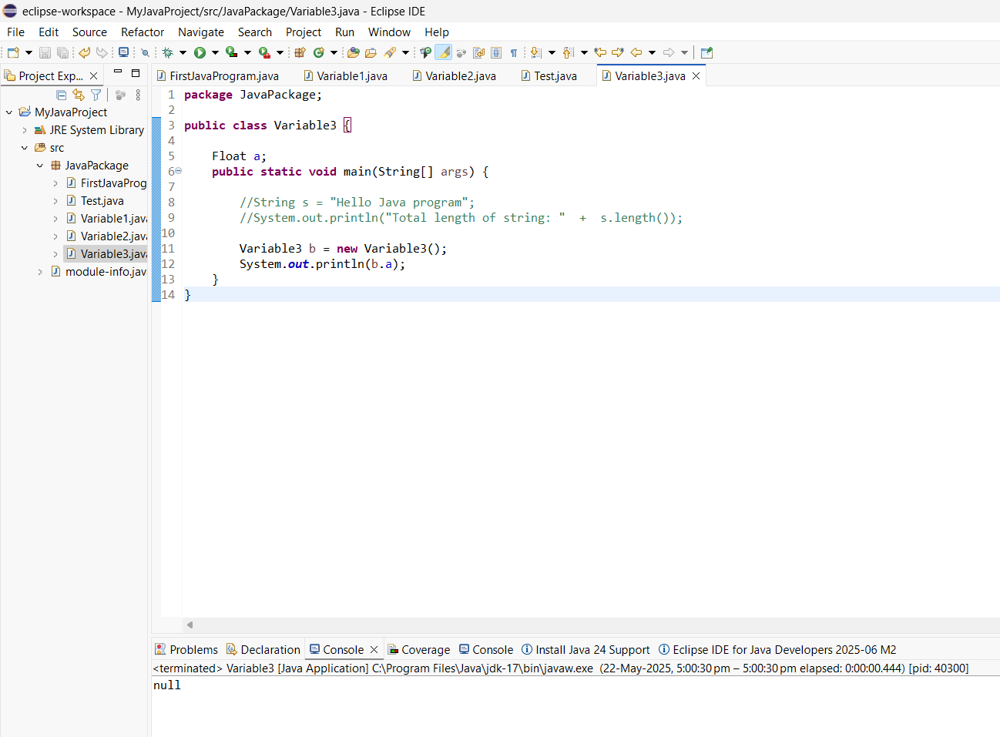 eclipse-workspace - MyJavaProject/src/JavaPackage/Variable3.java - Eclipse IDE
File Edit Source Refactor Navigate Search Project Run Window Help
Project Exp...
MyJavaProject
JRE System Library
src
JavaPackage
FirstJavaProg
Test.java
Variable1.java
Variable2.java
Variable3.java
module-info.jav
FirstJavaProgram.java Variable1.java Variable2.java Test.java Variable3.java
1 package JavaPackage;
2
3 public class Variable3 {
4
5 Float a;
6 public static void main(String[] args) {
7
8 //String s = "Hello Java program";
9 //System.out.println("Total length of string: " + s.length());
10
11 Variable3 b = new Variable3();
12 System.out.println(b.a);
13 }
14 }
Problems Declaration Console Coverage Console Install Java 24 Support Eclipse IDE for Java Developers 2025-06 M2
<terminated> Variable3 [Java Application] C:\Program Files\Java\jdk-17\bin\javaw.exe (22-May-2025, 5:00:30 pm – 5:00:30 pm elapsed: 0:00:00.444) [pid: 40300]
null